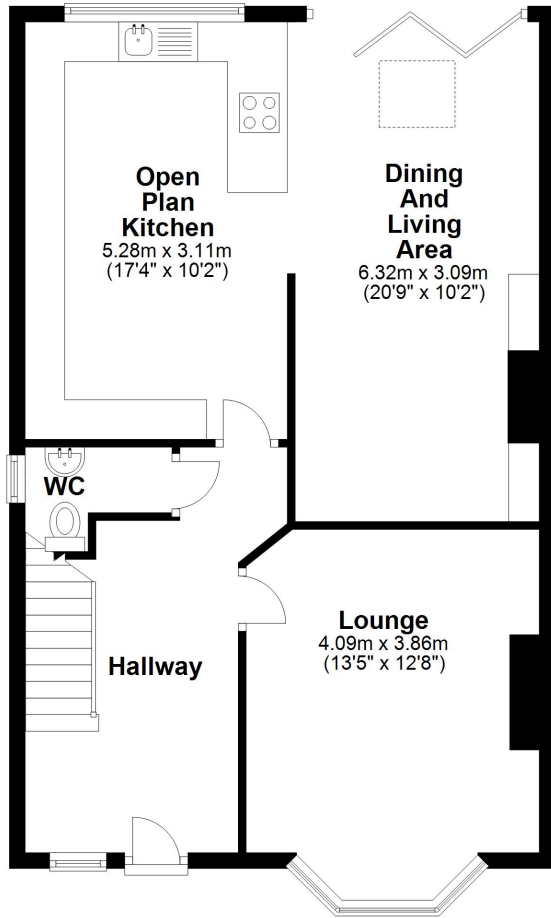 Open
Plan
Kitchen
5.28m x 3.11m
(17'4" x 10'2")
Dining
And
Living
Area
6.32m x 3.09m
(20'9" x 10'2")
WC
Lounge
4.09m x 3.86m
(13'5" x 12'8")
Hallway